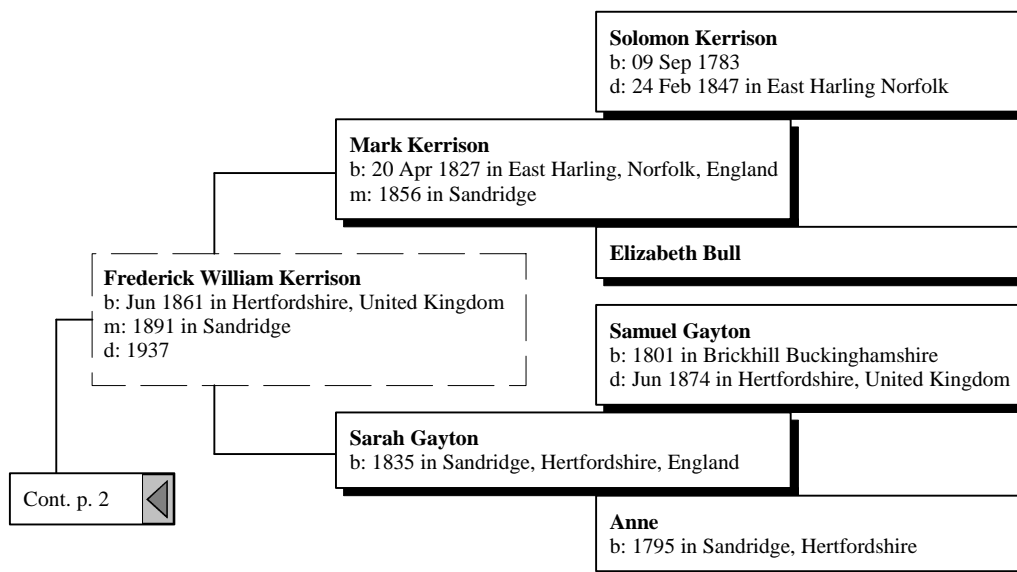 Solomon Kerrison
b: 09 Sep 1783
d: 24 Feb 1847 in East Harling Norfolk
Mark Kerrison
b: 20 Apr 1827 in East Harling, Norfolk, England
m: 1856 in Sandridge
Elizabeth Bull
Frederick William Kerrison
b: Jun 1861 in Hertfordshire, United Kingdom
m: 1891 in Sandridge
d: 1937
Samuel Gayton
b: 1801 in Brickhill Buckinghamshire
d: Jun 1874 in Hertfordshire, United Kingdom
Sarah Gayton
b: 1835 in Sandridge, Hertfordshire, England
Cont. p. 2
Anne
b: 1795 in Sandridge, Hertfordshire